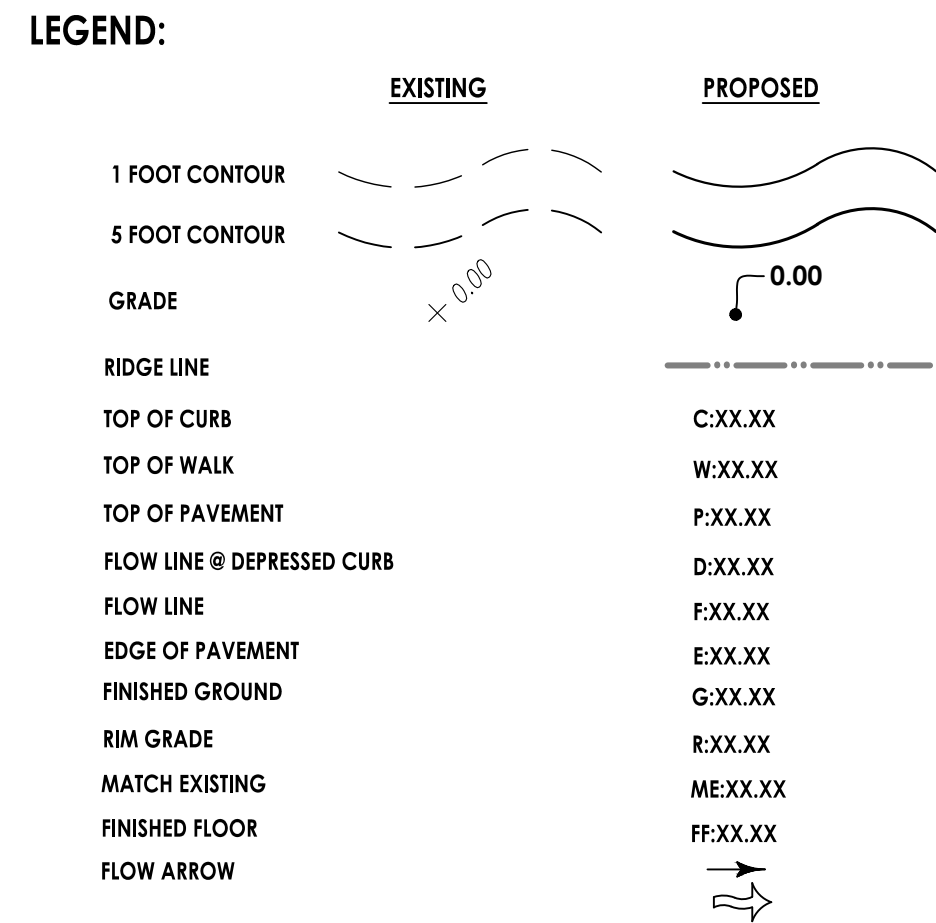 LEGEND:
EXISTING PROPOSED
1 FOOT CONTOUR
5 FOOT CONTOUR
GRADE 0.00 0.00
RIDGE LINE
TOP OF CURB C:XX.XX
TOP OF WALK W:XX.XX
TOP OF PAVEMENT P:XX.XX
FLOW LINE @ DEPRESSED CURB D:XX.XX
FLOW LINE F:XX.XX
EDGE OF PAVEMENT E:XX.XX
FINISHED GROUND G:XX.XX
RIM GRADE R:XX.XX
MATCH EXISTING ME:XX.XX
FINISHED FLOOR FF:XX.XX
FLOW ARROW